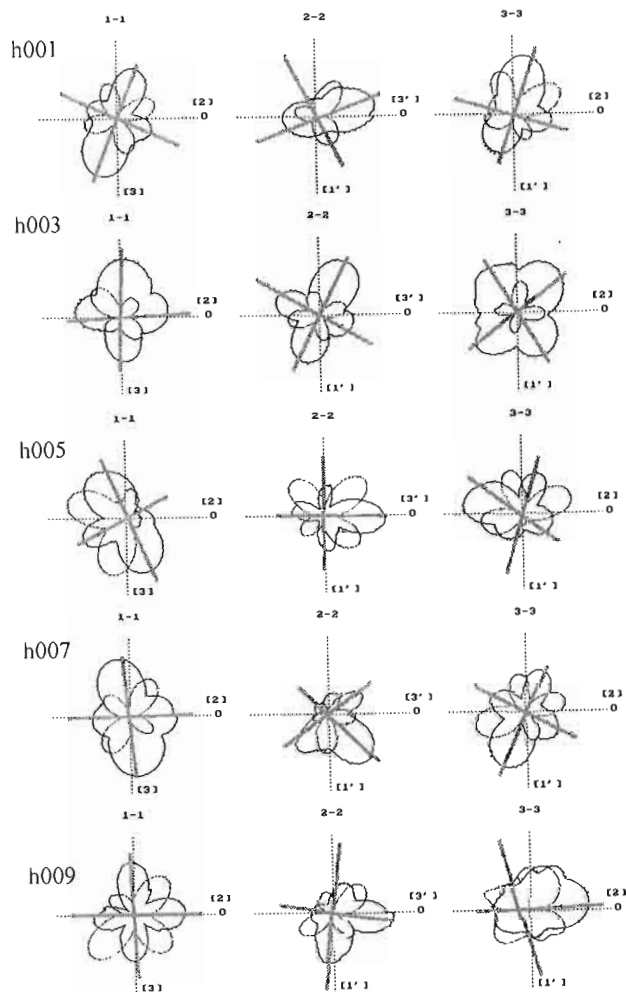 1-1 2-2 3-3
h001
[2] [3'] [2]
0 0 0
[3] [1'] [1']
h003
1-1 2-2 3-3
[2] [3'] [2]
0 0 0
[3] [1'] [1']
1-1 2-2 3-3
h005
[2] [3'] [2]
0 0 0
[3] [1'] [1']
1-1 2-2 3-3
h007
[2] [3'] [2]
0 0 0
[3] [1'] [1']
1-1 2-2 3-3
h009
[2] [3'] [2]
0 0 0
[3] [1'] [1']